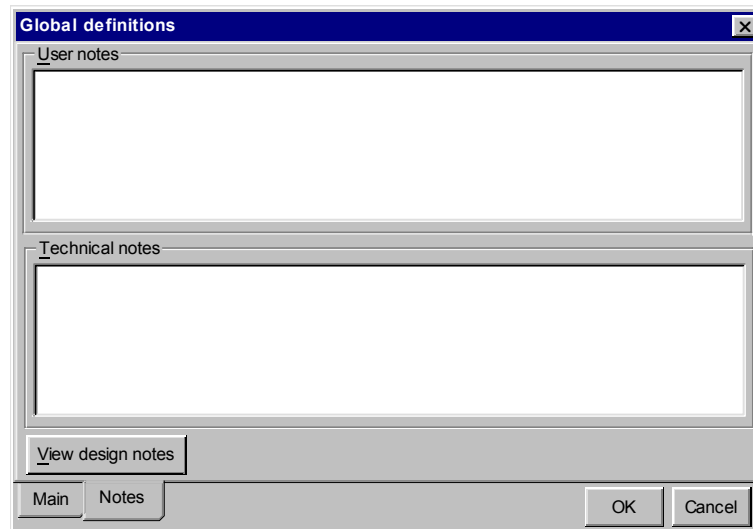 Global definitions
User notes
Technical notes
View design notes
Main Notes
OK Cancel